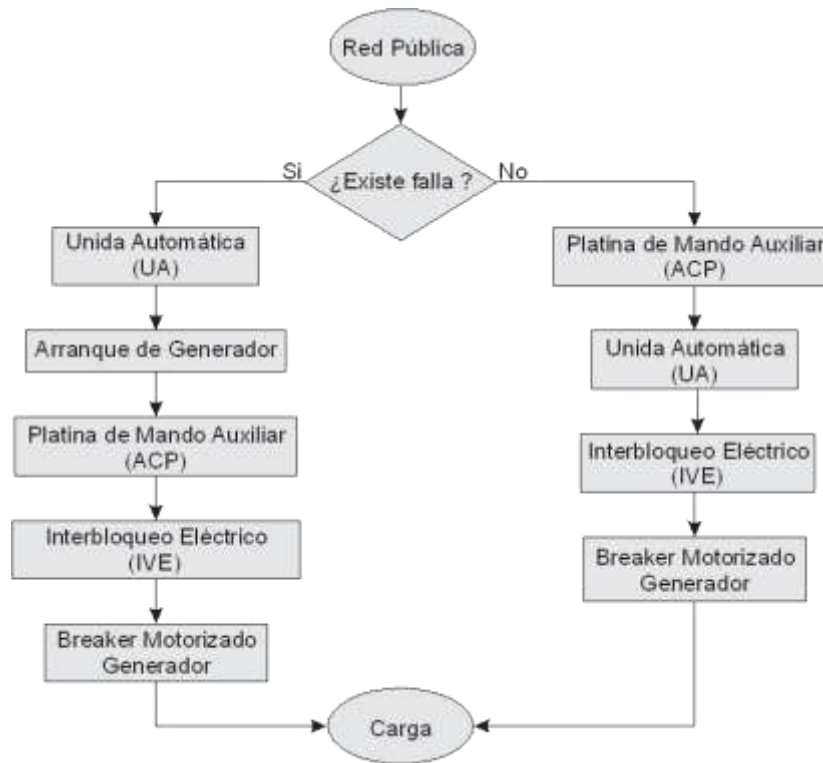 Red Pública
¿Existe falla ?
Si
No
Unida Automática
(UA)
Arranque de Generador
Platina de Mando Auxiliar
(ACP)
Interbloqueo Eléctrico
(IVE)
Breaker Motorizado
Generador
Platina de Mando Auxiliar
(ACP)
Unida Automática
(UA)
Interbloqueo Eléctrico
(IVE)
Breaker Motorizado
Generador
Carga